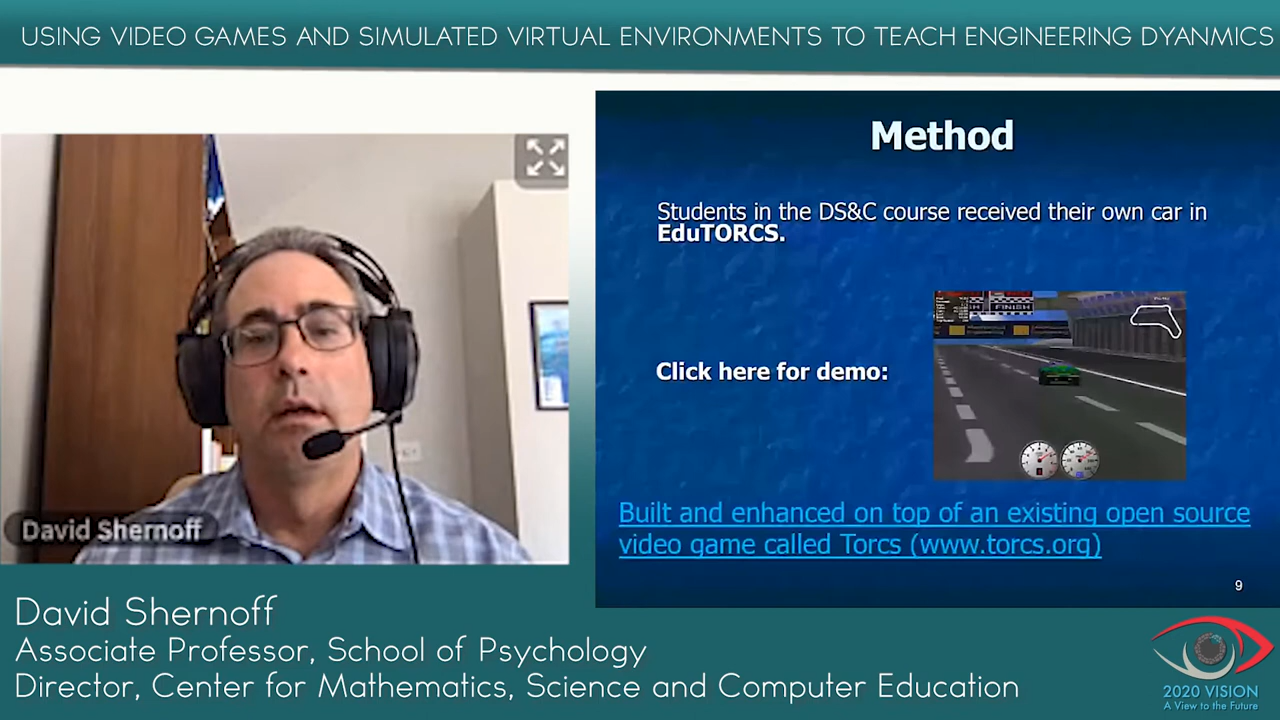 USING VIDEO GAMES AND SIMULATED VIRTUAL ENVIRONMENTS TO TEACH ENGINEERING DYANMICS
Method
Students in the DS&C course received their own car in
EduTORCS.
FINISH
Click here for demo:
Built and enhanced on top of an existing open source
video game called Torcs (www.torcs.org)
9
David Shernoff
David Shernoff
Associate Professor, School of Psychology
Director, Center for Mathematics, Science and Computer Education
2020 VISION
A View to the Future